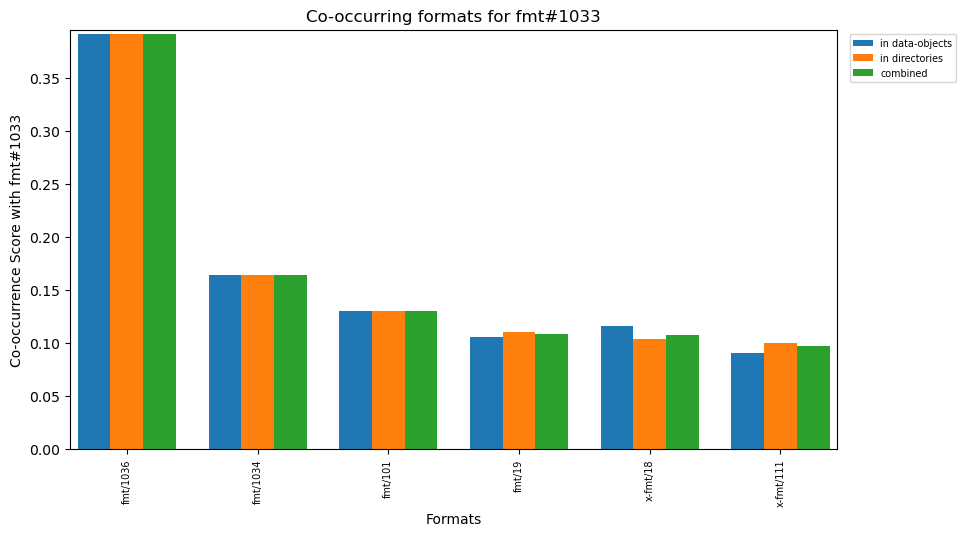 Co-occurring formats for fmt#1033
in data-objects
in directories
combined
Co-occurrence Score with fmt#1033
0.35
0.30
0.25
0.20
0.15
0.10
0.05
0.00
fmt/1036
fmt/1034
fmt/101
fmt/19
x-fmt/18
x-fmt/111
Formats